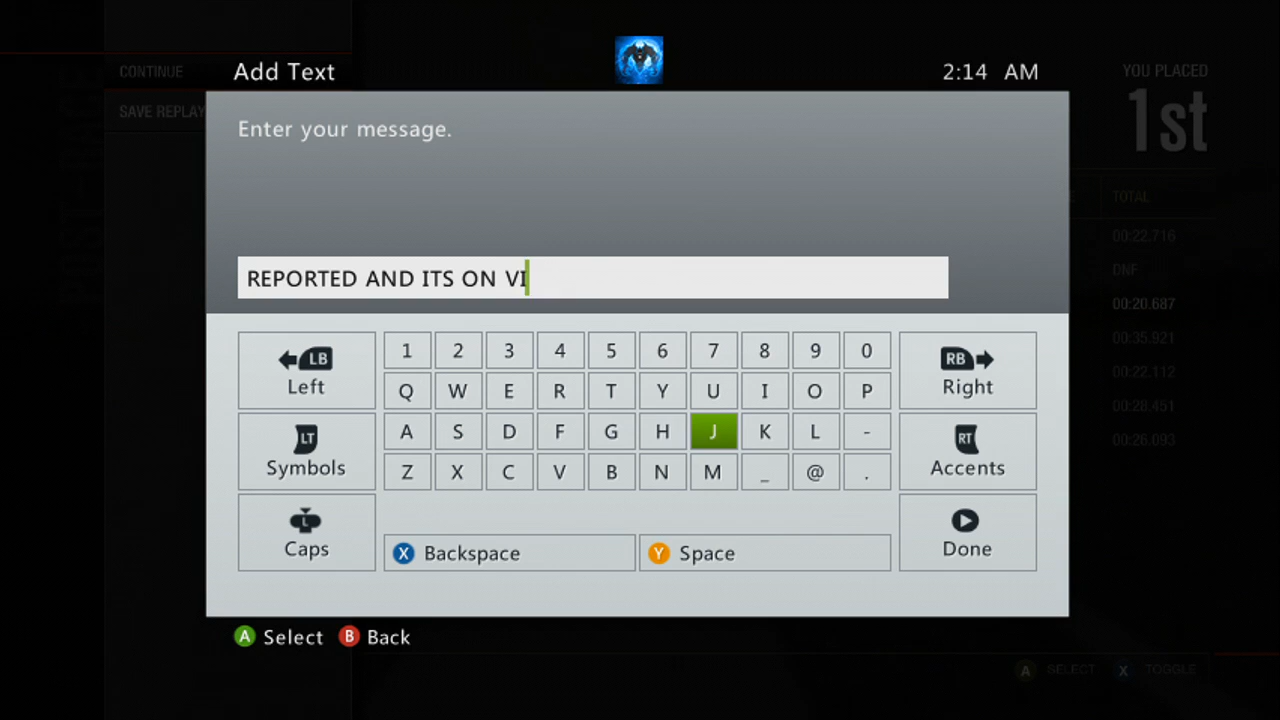 CONTINUE
Add Text
2:14 AM
YOU PLACED
SAVE REPLAY
1st
Enter your message.
TOTAL
00:22.716
REPORTED AND ITS ON VI
DNF
00:20.687
00:35.921
00:22.112
00:28.451
00:26.093
LB
Left
1 2 3 4 5 6 7 8 9 0
RB
Right
Q W E R T Y U I O P
LT
Symbols
A S D F G H J K L -
RT
Accents
Z X C V B N M _ @ .
L
Caps
X Backspace
Y Space
Done
A Select B Back
A SELECT X TOGGLE